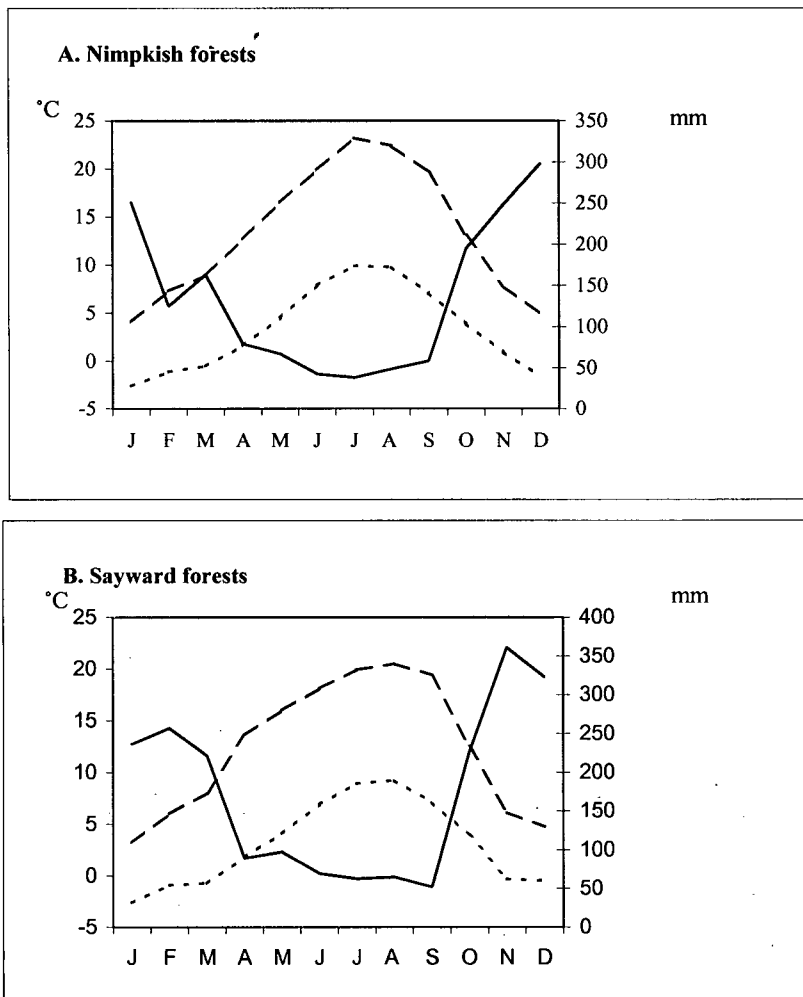 A. Nimpkish forests
°C mm
25 350
20 300
15 250
10 200
5 150
0 100
-5 50
0
J F M A M J J A S O N D
B. Sayward forests
°C mm
25 400
20 350
15 300
10 250
5 200
0 150
-5 100
50
0
J F M A M J J A S O N D